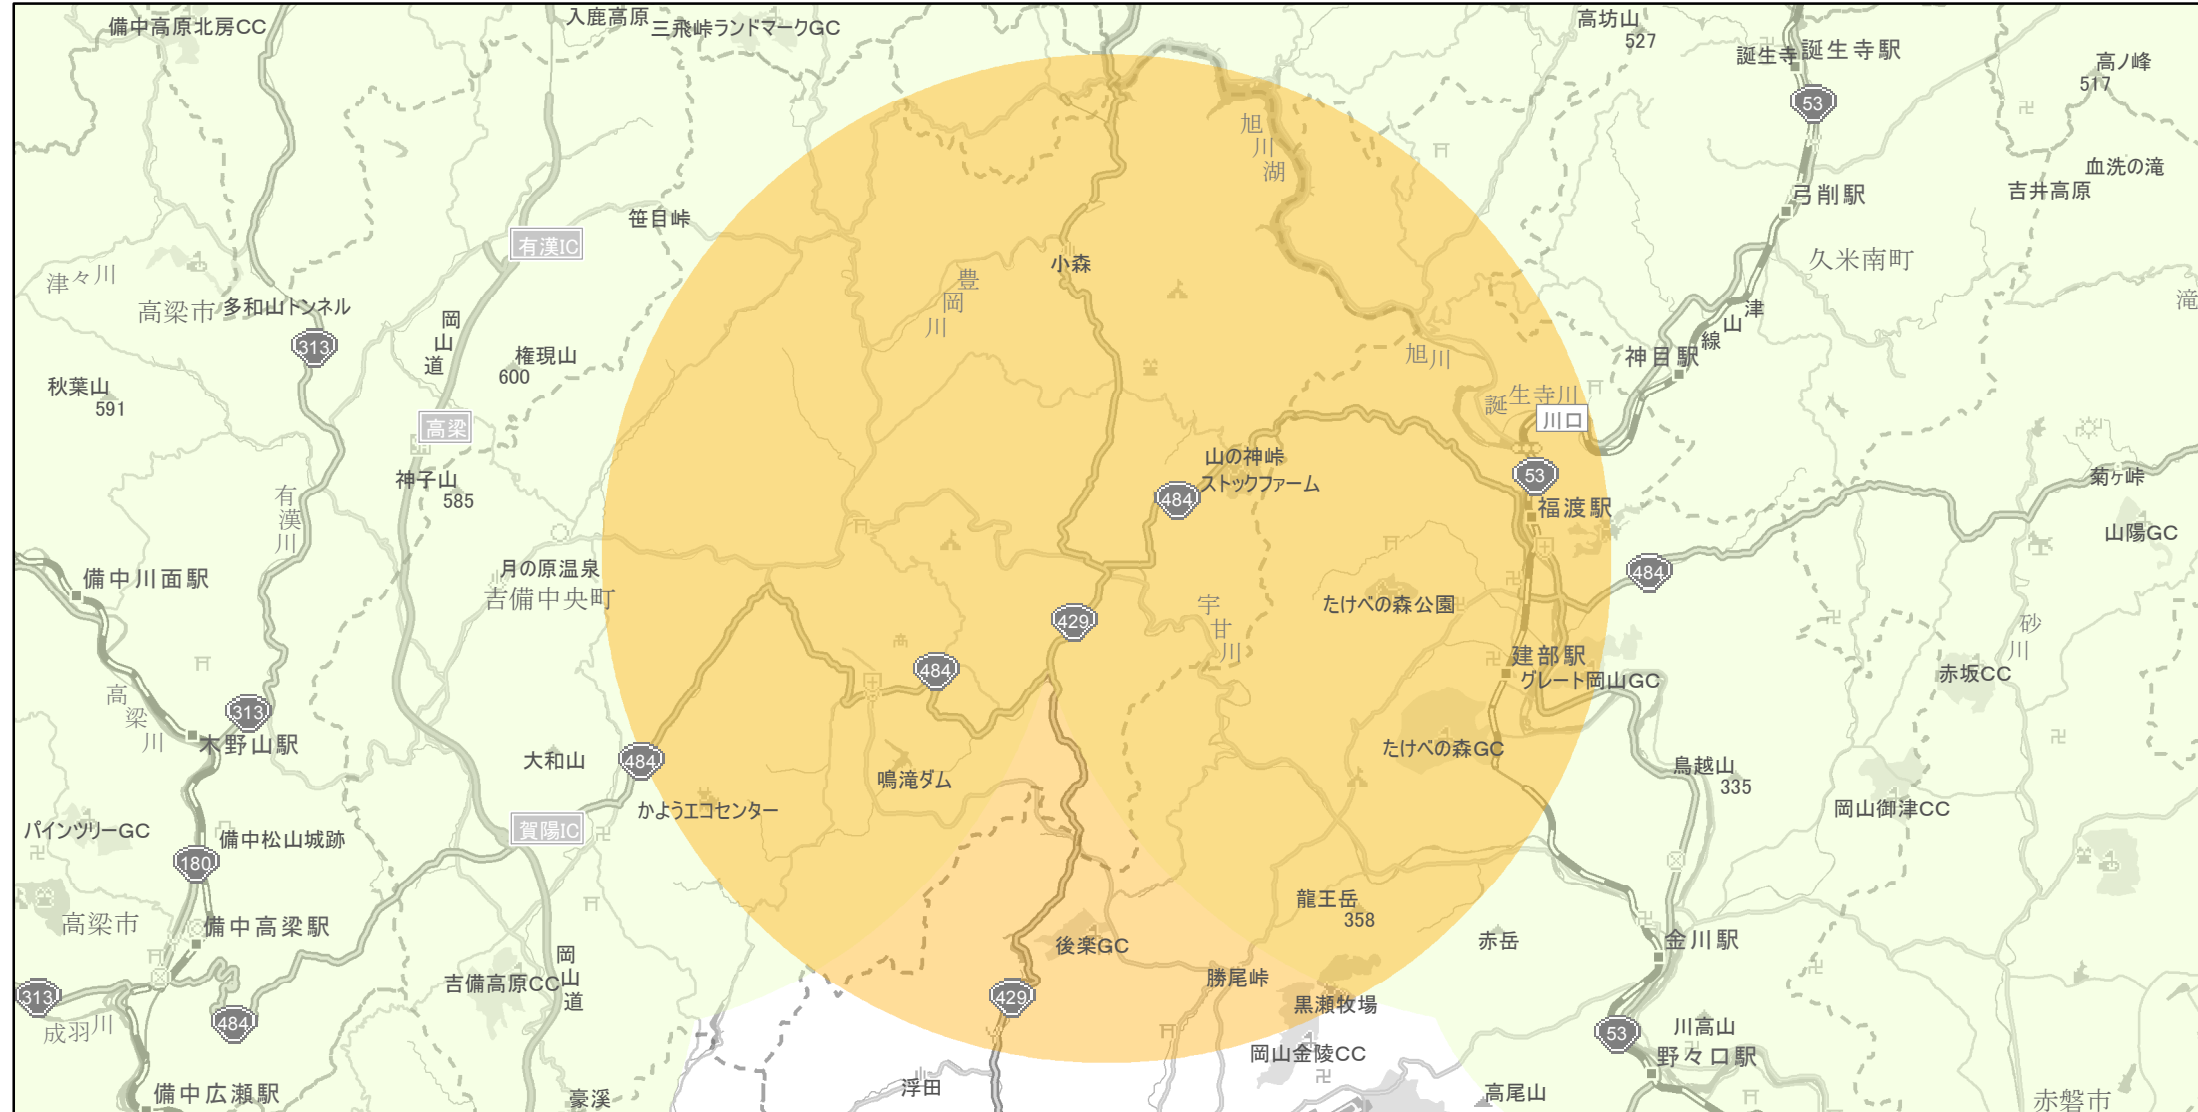 備中高原北房CC
入鹿高原
三飛峠ランドマークGC
高坊山
527
誕生寺
誕生寺駅
高ノ峰
517
53
旭川湖
血洗の滝
吉井高原
弓削駅
笹目峠
有漢IC
久米南町
小森
津々川
豊岡川
滝
高梁市
多和山トンネル
岡山道
津山線
313
権現山
600
旭川
神目駅
秋葉山
591
誕生寺川
川口
高梁
山の神峠
ストックファーム
神子山
585
484
53
福渡駅
菊ヶ峠
有漢川
山陽GC
備中川面駅
月の原温泉
吉備中央町
484
たけべの森公園
宇甘川
429
砂川
建部駅
グレート岡山GC
484
赤坂CC
高梁川
313
木野山駅
大和山
484
たけべの森GC
鳥越山
335
鳴滝ダム
かようエコセンター
岡山御津CC
パインツリーGC
賀陽IC
備中松山城跡
180
龍王岳
358
高梁市
備中高梁駅
後楽GC
赤岳
金川駅
吉備高原CC
岡山道
勝尾峠
313
429
黒瀬牧場
成羽川
484
川高山
53
岡山金陵CC
野々口駅
浮田
高尾山
備中広瀬駅
豪渓
赤磐市